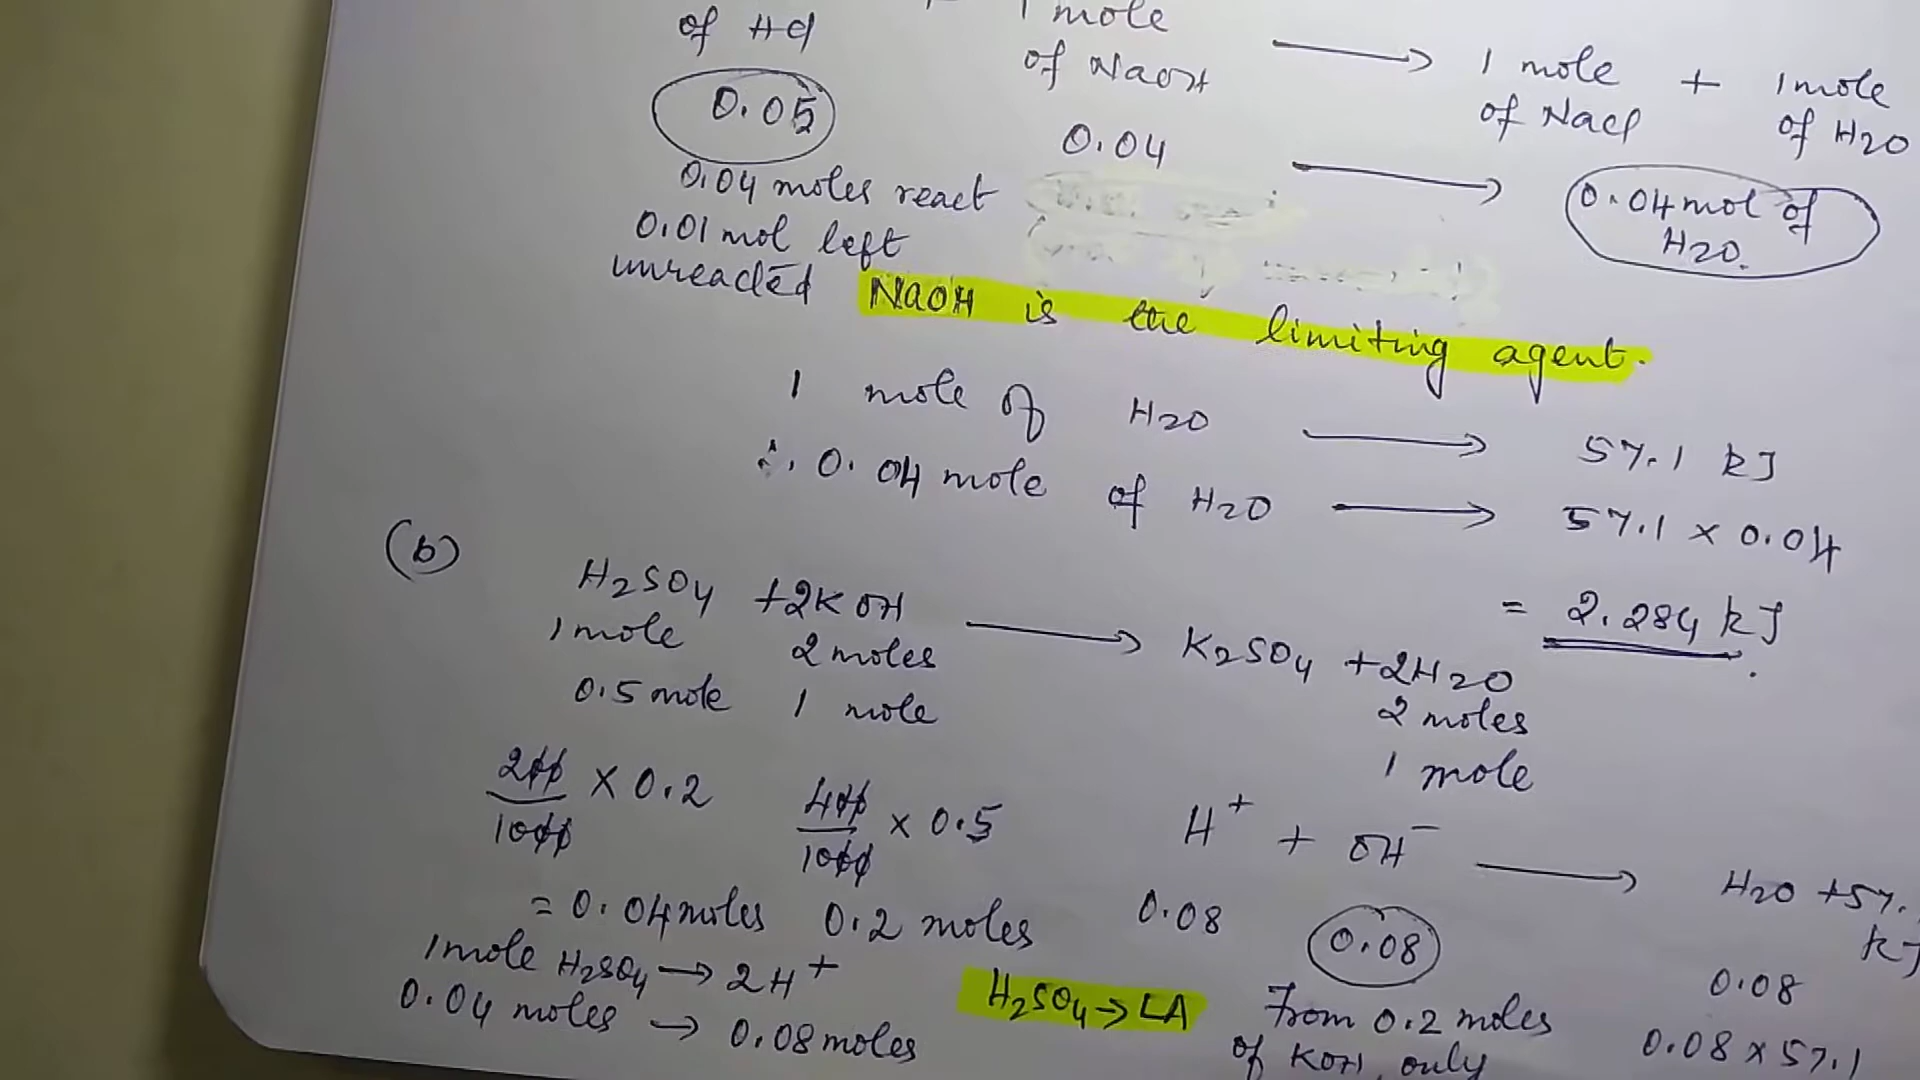 of HCl 1 mole of NaOH → 1 mole of NaCl + 1 mole of H2O
0.05 0.04 → 0.04 mol of H2O.
0.04 moles react
0.01 mol left
unreacted NaOH is the limiting agent.
1 mole of H2O → 57.1 kJ
∴ 0.04 mole of H2O → 57.1 × 0.04
= 2.284 kJ.
(b)
H2SO4 + 2KOH → K2SO4 + 2H2O
1 mole 2 moles 2 moles
0.5 mole 1 mole 1 mole
200/1000 × 0.2 400/1000 × 0.5 H+ + OH− → H2O + 57. kJ
= 0.04 moles 0.2 moles 0.08 0.08 0.08
1 mole H2SO4 → 2H+ H2SO4 → LA From 0.2 moles
0.04 moles → 0.08 moles of KOH, only 0.08 × 57.1